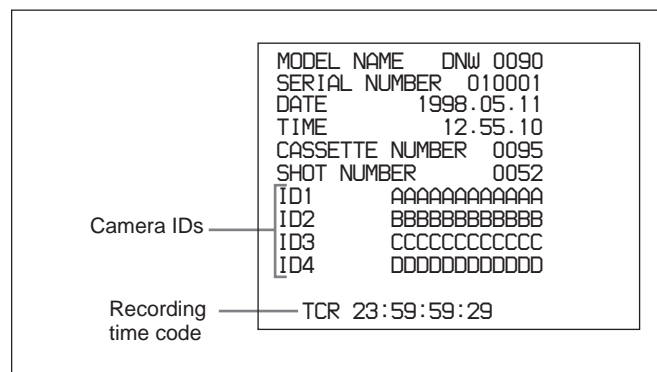 MODEL NAME DNW 0090
SERIAL NUMBER 010001
DATE 1998.05.11
TIME 12.55.10
CASSETTE NUMBER 0095
SHOT NUMBER 0052
ID1 AAAAAAAAAAAA
ID2 BBBBBBBBBBBB
ID3 CCCCCCCCCCCC
ID4 DDDDDDDDDDDD
Camera IDs
TCR 23:59:59:29
Recording
time code